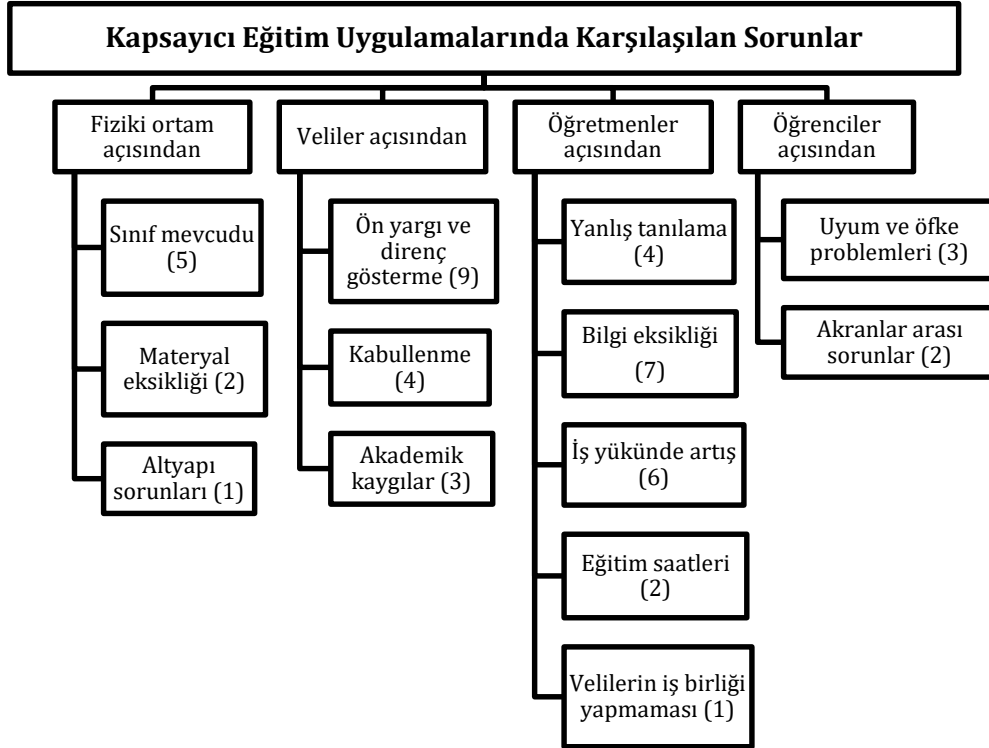 Kapsayıcı Eğitim Uygulamalarında Karşılaşılan Sorunlar
Fiziki ortam
açısından
Sınıf mevcudu
(5)
Materyal
eksikliği (2)
Altyapı
sorunları (1)
Veliler açısından
Ön yargı ve
direnç
gösterme (9)
Kabullenme
(4)
Akademik
kaygılar (3)
Öğretmenler
açısından
Yanlış tanılama
(4)
Bilgi eksikliği
(7)
İş yükünde artış
(6)
Eğitim saatleri
(2)
Velilerin iş birliği
yapmaması (1)
Öğrenciler
açısından
Uyum ve öfke
problemleri (3)
Akranlar arası
sorunlar (2)